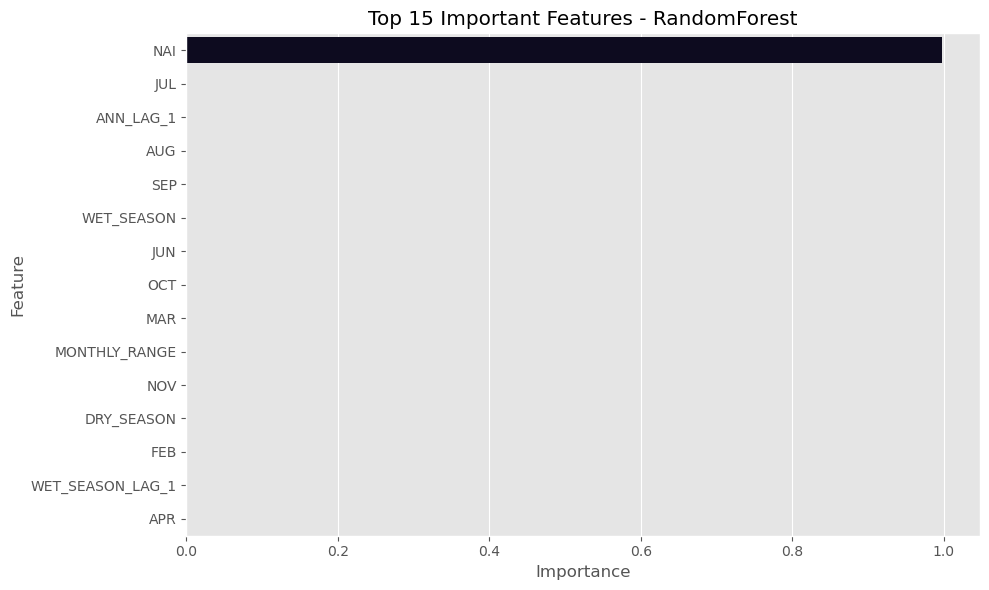 Top 15 Important Features - RandomForest
NAI
JUL
ANN_LAG_1
AUG
SEP
WET_SEASON
JUN
OCT
MAR
MONTHLY_RANGE
NOV
DRY_SEASON
FEB
WET_SEASON_LAG_1
APR
Feature
0.0 0.2 0.4 0.6 0.8 1.0
Importance